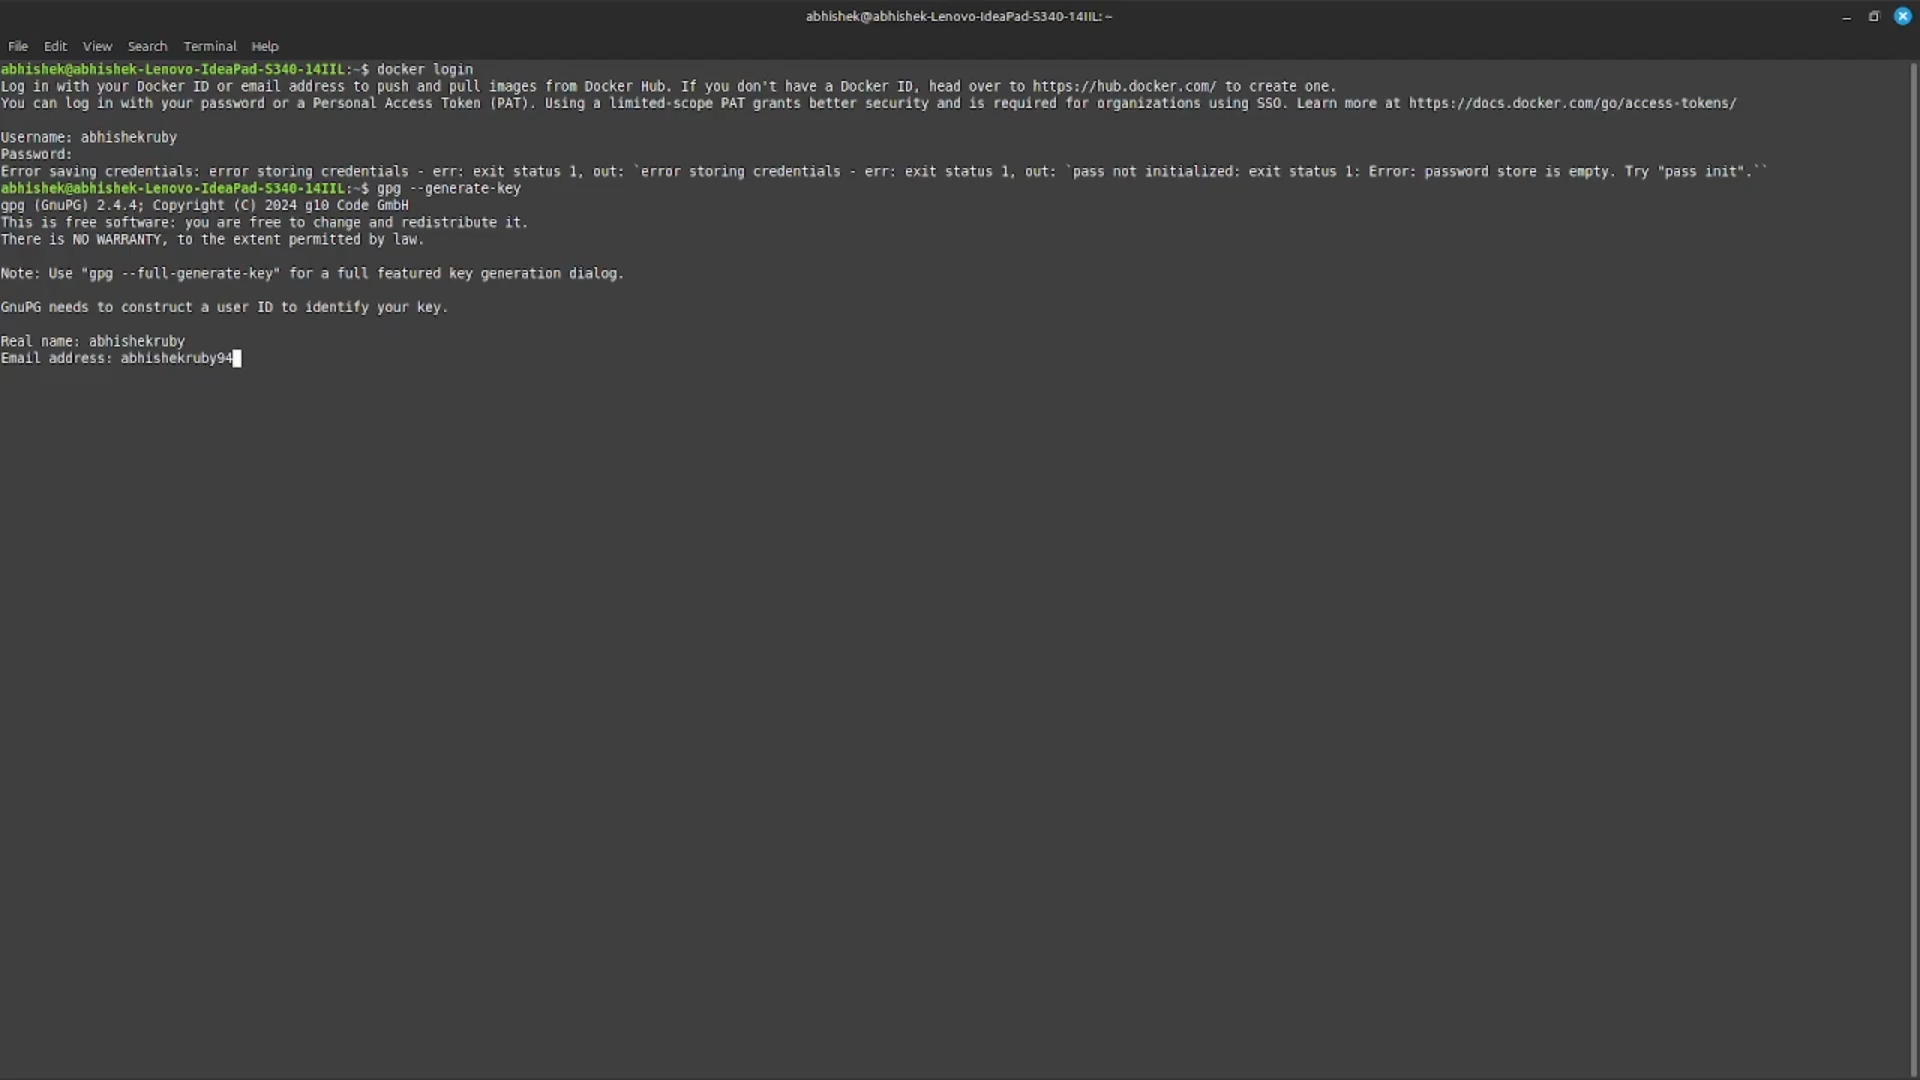 abhishek@abhishek-Lenovo-IdeaPad-S340-14IIL: ~
File Edit View Search Terminal Help
abhishek@abhishek-Lenovo-IdeaPad-S340-14IIL:~$ docker login
Log in with your Docker ID or email address to push and pull images from Docker Hub. If you don't have a Docker ID, head over to https://hub.docker.com/ to create one.
You can log in with your password or a Personal Access Token (PAT). Using a limited-scope PAT grants better security and is required for organizations using SSO. Learn more at https://docs.docker.com/go/access-tokens/
Username: abhishekruby
Password:
Error saving credentials: error storing credentials - err: exit status 1, out: `error storing credentials - err: exit status 1, out: `pass not initialized: exit status 1: Error: password store is empty. Try "pass init".``
abhishek@abhishek-Lenovo-IdeaPad-S340-14IIL:~$ gpg --generate-key
gpg (GnuPG) 2.4.4; Copyright (C) 2024 g10 Code GmbH
This is free software: you are free to change and redistribute it.
There is NO WARRANTY, to the extent permitted by law.
Note: Use "gpg --full-generate-key" for a full featured key generation dialog.
GnuPG needs to construct a user ID to identify your key.
Real name: abhishekruby
Email address: abhishekruby94